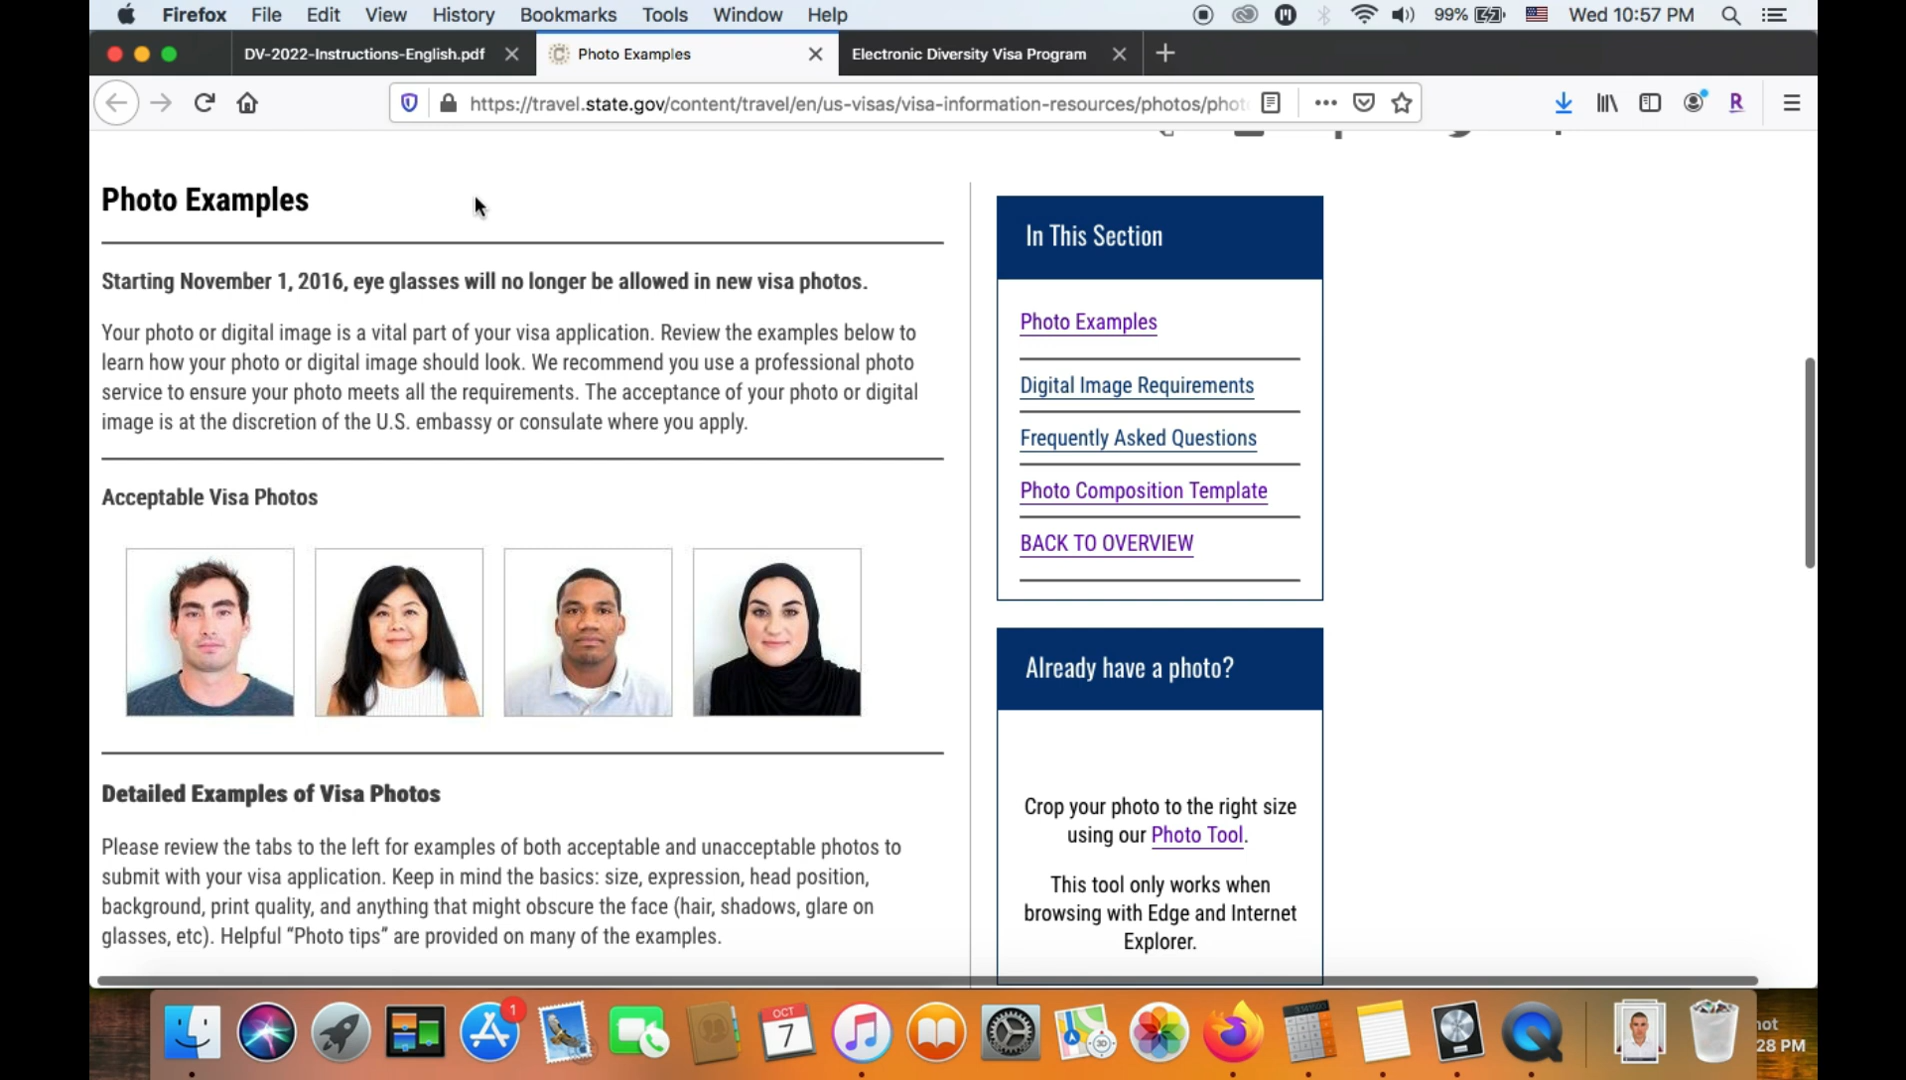 Firefox File Edit View History Bookmarks Tools Window Help 99% Wed 10:57 PM
DV-2022-Instructions-English.pdf Photo Examples Electronic Diversity Visa Program
https://travel.state.gov/content/travel/en/us-visas/visa-information-resources/photos/phot R
Photo Examples
Starting November 1, 2016, eye glasses will no longer be allowed in new visa photos.
Your photo or digital image is a vital part of your visa application. Review the examples below to
learn how your photo or digital image should look. We recommend you use a professional photo
service to ensure your photo meets all the requirements. The acceptance of your photo or digital
image is at the discretion of the U.S. embassy or consulate where you apply.
Acceptable Visa Photos
Detailed Examples of Visa Photos
Please review the tabs to the left for examples of both acceptable and unacceptable photos to
submit with your visa application. Keep in mind the basics: size, expression, head position,
background, print quality, and anything that might obscure the face (hair, shadows, glare on
glasses, etc). Helpful “Photo tips” are provided on many of the examples.
In This Section
Photo Examples
Digital Image Requirements
Frequently Asked Questions
Photo Composition Template
BACK TO OVERVIEW
Already have a photo?
Crop your photo to the right size
using our Photo Tool.
This tool only works when
browsing with Edge and Internet
Explorer.
1
OCT
7
3D
28 PM